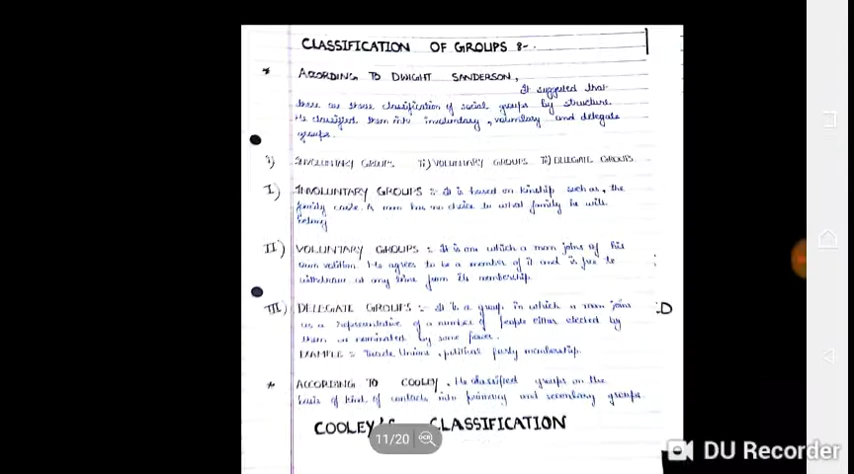 CLASSIFICATION OF GROUPS :-
* ACCORDING TO DWIGHT SANDERSON,
It suggested that
there are three classification of social groups by structure.
He classified them into involuntary, voluntary and delegate
groups.
i) INVOLUNTARY GROUPS ii) VOLUNTARY GROUPS ii) DELEGATE GROUPS
I) INVOLUNTARY GROUPS :- It is based on kinship such as, the
family. A man has no choice to what family he will
belong
II) VOLUNTARY GROUPS :- It is one which a man joins of his
own volition. He agrees to be a member of it and is free to
withdraw at any time from its membership.
III) DELEGATE GROUPS :- It is a group in which a man joins :D
as a representative of a number of people either elected by
them or nominated by some power.
EXAMPLE :- Trade Unions, political party membership.
* ACCORDING TO COOLEY, He classified groups on the
basis of kind of contacts into primary and secondary groups.
COOLEY'S CLASSIFICATION
11/20
OCR
DU Recorder